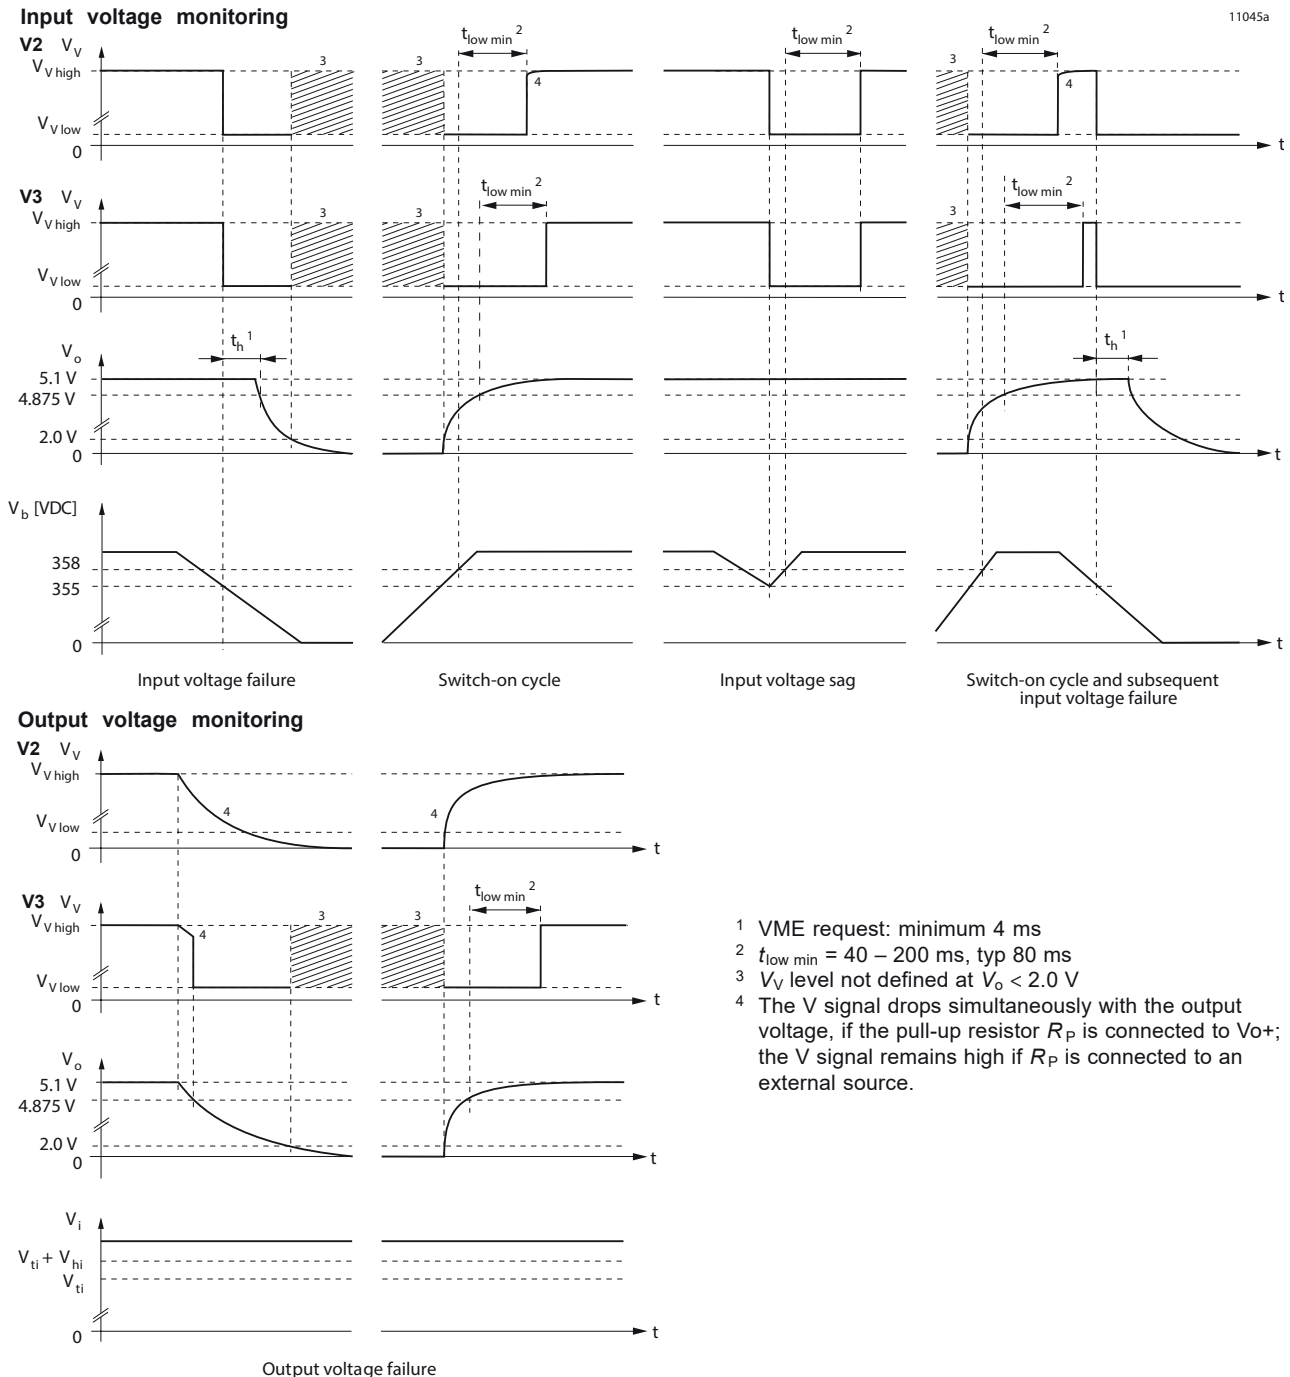 Input voltage monitoring
11045a
V2 V_V
t_low min 2
t_low min 2
t_low min 2
V_V high
3
3
3
4
4
V_V low
0
t
V3 V_V
t_low min 2
t_low min 2
V_V high
3
3
3
V_V low
0
t
V_o
t_h 1
t_h 1
5.1 V
4.875 V
2.0 V
0
t
V_b [VDC]
358
355
0
t
Input voltage failure
Switch-on cycle
Input voltage sag
Switch-on cycle and subsequent
input voltage failure
Output voltage monitoring
V2 V_V
V_V high
4
4
V_V low
0
t
V3 V_V
t_low min 2
V_V high
3
3
4
V_V low
0
t
V_o
5.1 V
4.875 V
2.0 V
0
t
V_i
V_ti + V_hi
V_ti
0
t
Output voltage failure
1 VME request: minimum 4 ms
2 t_low min = 40 – 200 ms, typ 80 ms
3 V_V level not defined at V_o < 2.0 V
4 The V signal drops simultaneously with the output
voltage, if the pull-up resistor R_P is connected to Vo+;
the V signal remains high if R_P is connected to an
external source.